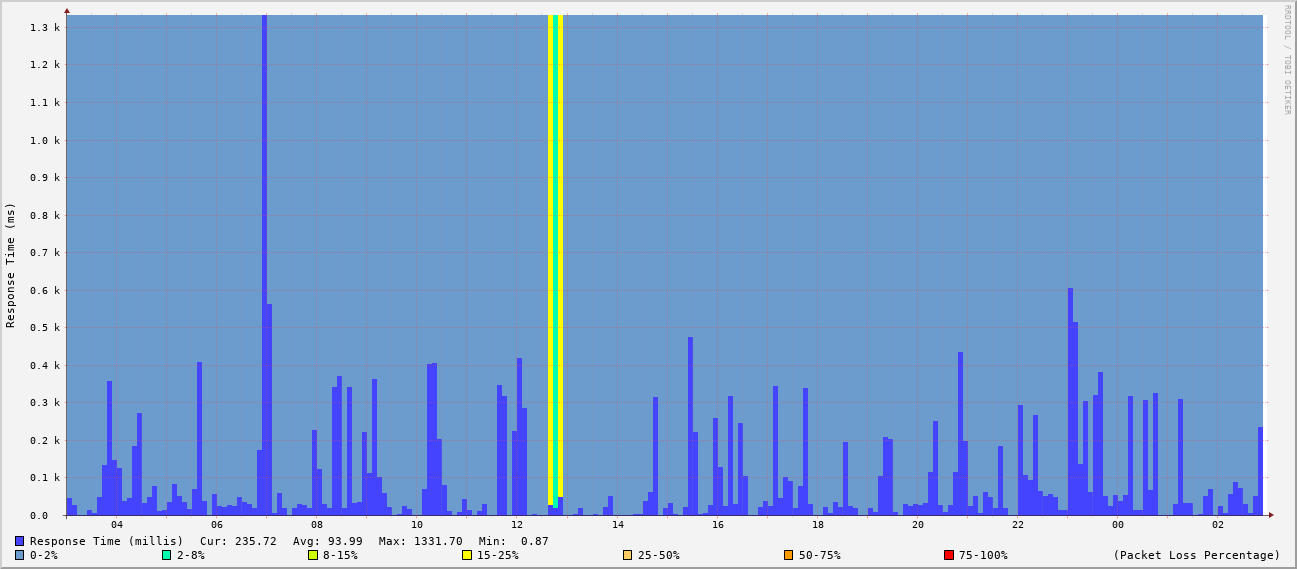 RRDTOOL / TOBI OETIKER
Response Time (ms)
1.3 k
1.2 k
1.1 k
1.0 k
0.9 k
0.8 k
0.7 k
0.6 k
0.5 k
0.4 k
0.3 k
0.2 k
0.1 k
0.0
04 06 08 10 12 14 16 18 20 22 00 02
Response Time (millis) Cur: 235.72 Avg: 93.99 Max: 1331.70 Min: 0.87
0-2% 2-8% 8-15% 15-25% 25-50% 50-75% 75-100% (Packet Loss Percentage)